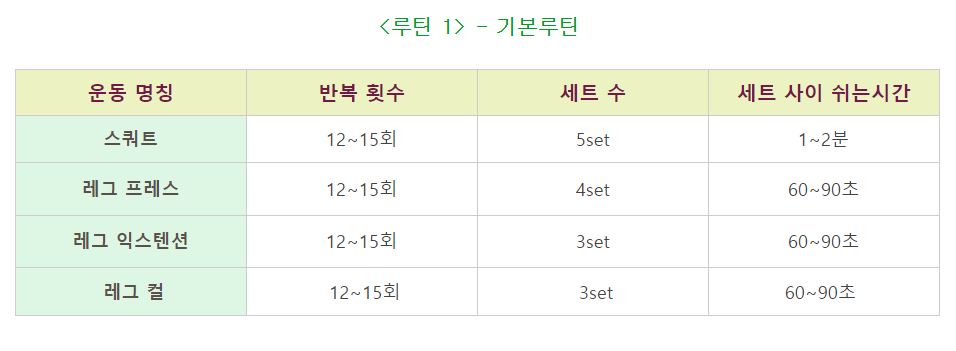 <루틴 1> - 기본루틴
운동 명칭 반복 횟수 세트 수 세트 사이 쉬는시간
스쿼트 12~15회 5set 1~2분
레그 프레스 12~15회 4set 60~90초
레그 익스텐션 12~15회 3set 60~90초
레그 컬 12~15회 3set 60~90초